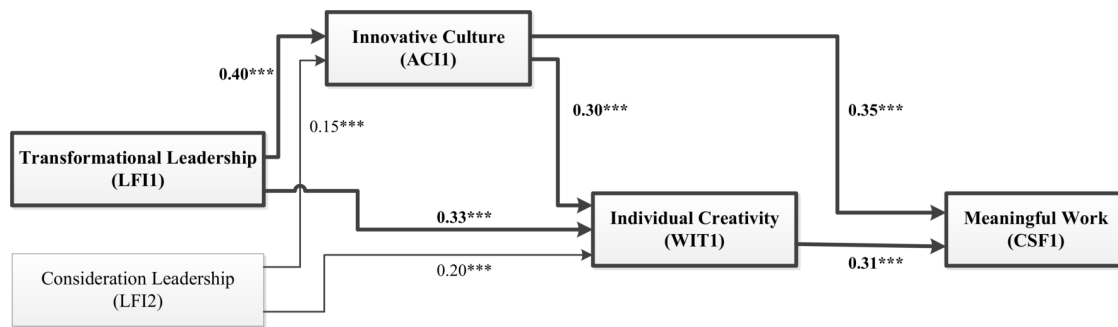 Innovative Culture
(ACI1)
0.40***
0.15***
0.30***
0.35***
Transformational Leadership
(LFI1)
0.33***
Individual Creativity
(WIT1)
Meaningful Work
(CSF1)
0.31***
Consideration Leadership
(LFI2)
0.20***